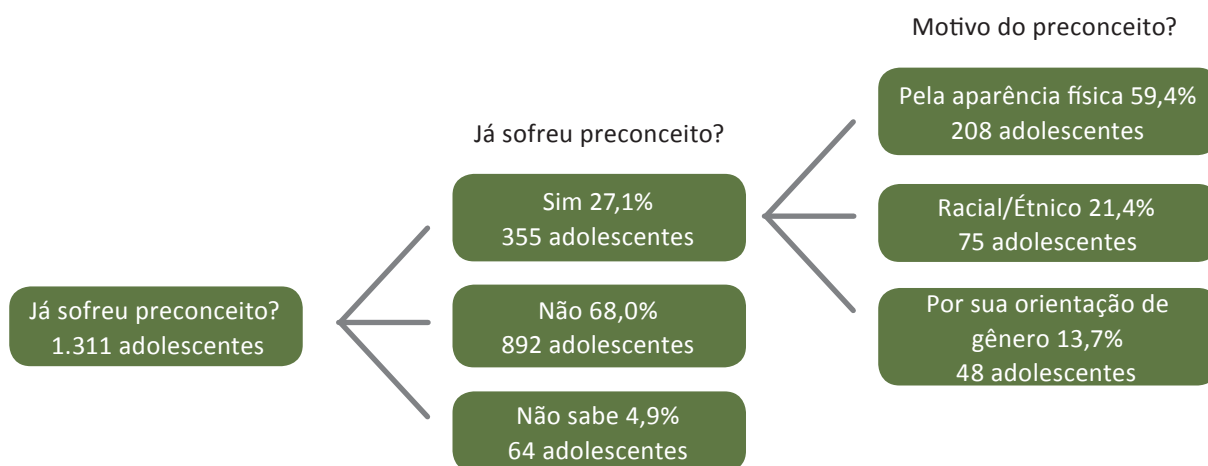 Motivo do preconceito?
Pela aparência física 59,4%
208 adolescentes
Já sofreu preconceito?
Sim 27,1%
355 adolescentes
Racial/Étnico 21,4%
75 adolescentes
Já sofreu preconceito?
1.311 adolescentes
Não 68,0%
892 adolescentes
Por sua orientação de
gênero 13,7%
48 adolescentes
Não sabe 4,9%
64 adolescentes